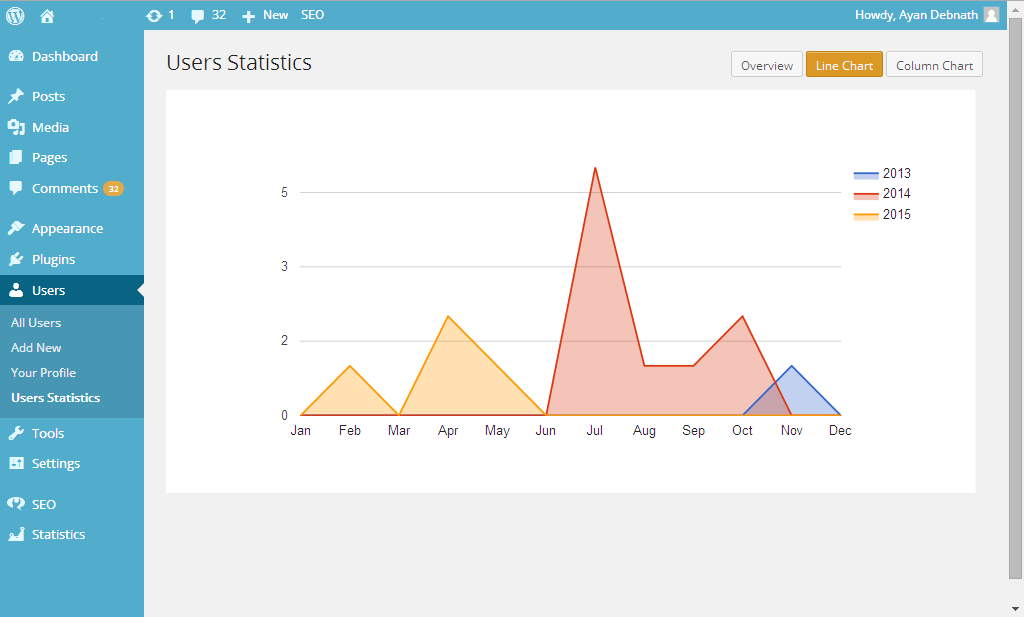 1 32 New SEO Howdy, Ayan Debnath
Dashboard
Posts
Media
Pages
Comments 32
Appearance
Plugins
Users
All Users
Add New
Your Profile
Users Statistics
Tools
Settings
SEO
Statistics
Users Statistics
Overview Line Chart Column Chart
2013
2014
2015
5
3
2
0
Jan Feb Mar Apr May Jun Jul Aug Sep Oct Nov Dec